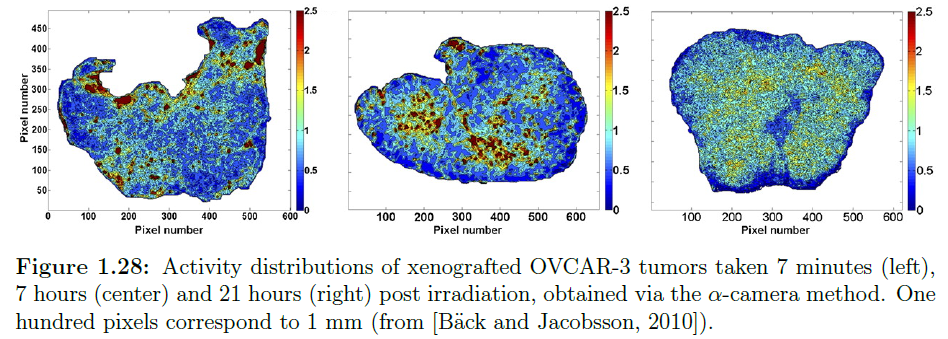 450
400
350
300
250
200
150
100
50
Pixel number
0 100 200 300 400 500 600
Pixel number
2.5
2
1.5
1
0.5
0
100 200 300 400 500 600
Pixel number
2.5
2
1.5
1
0.5
0
100 200 300 400 500 600
Pixel number
2.5
2
1.5
1
0.5
0
Figure 1.28: Activity distributions of xenografted OVCAR-3 tumors taken 7 minutes (left),
7 hours (center) and 21 hours (right) post irradiation, obtained via the α-camera method. One
hundred pixels correspond to 1 mm (from [Bäck and Jacobsson, 2010]).